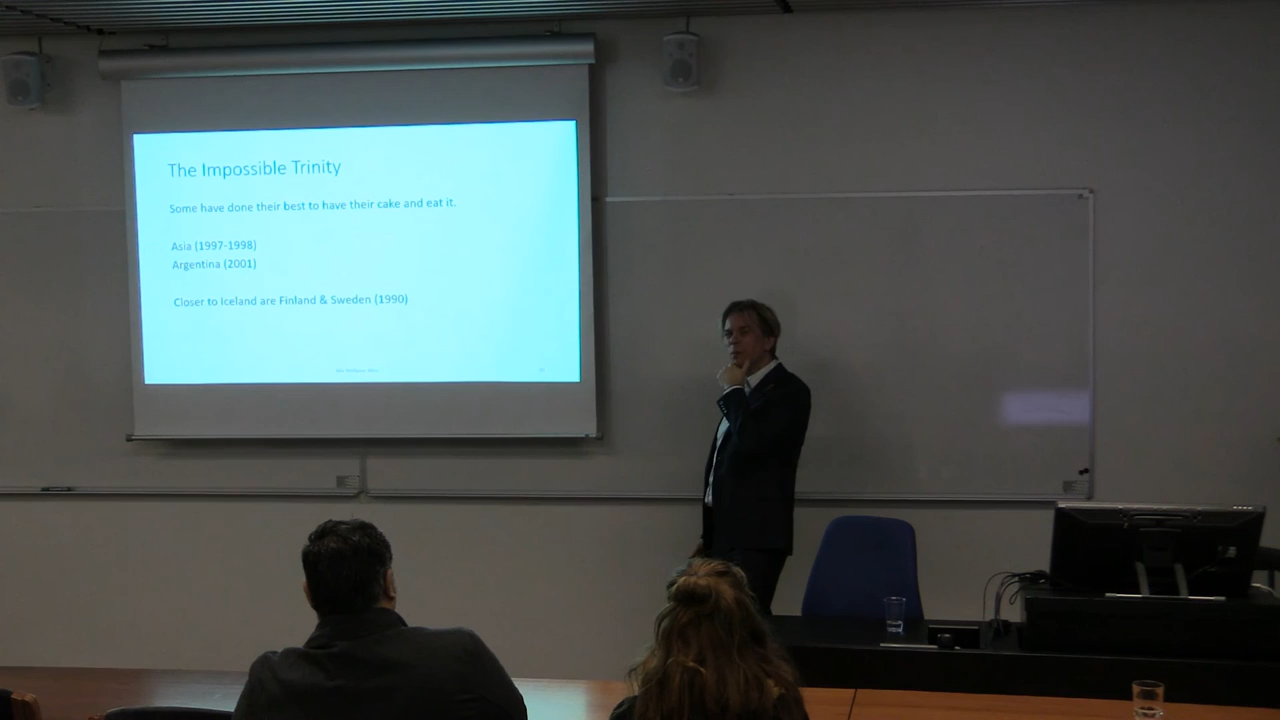 The Impossible Trinity
Some have done their best to have their cake and eat it.
Asia (1997-1998)
Argentina (2001)
Closer to Iceland are Finland & Sweden (1990)